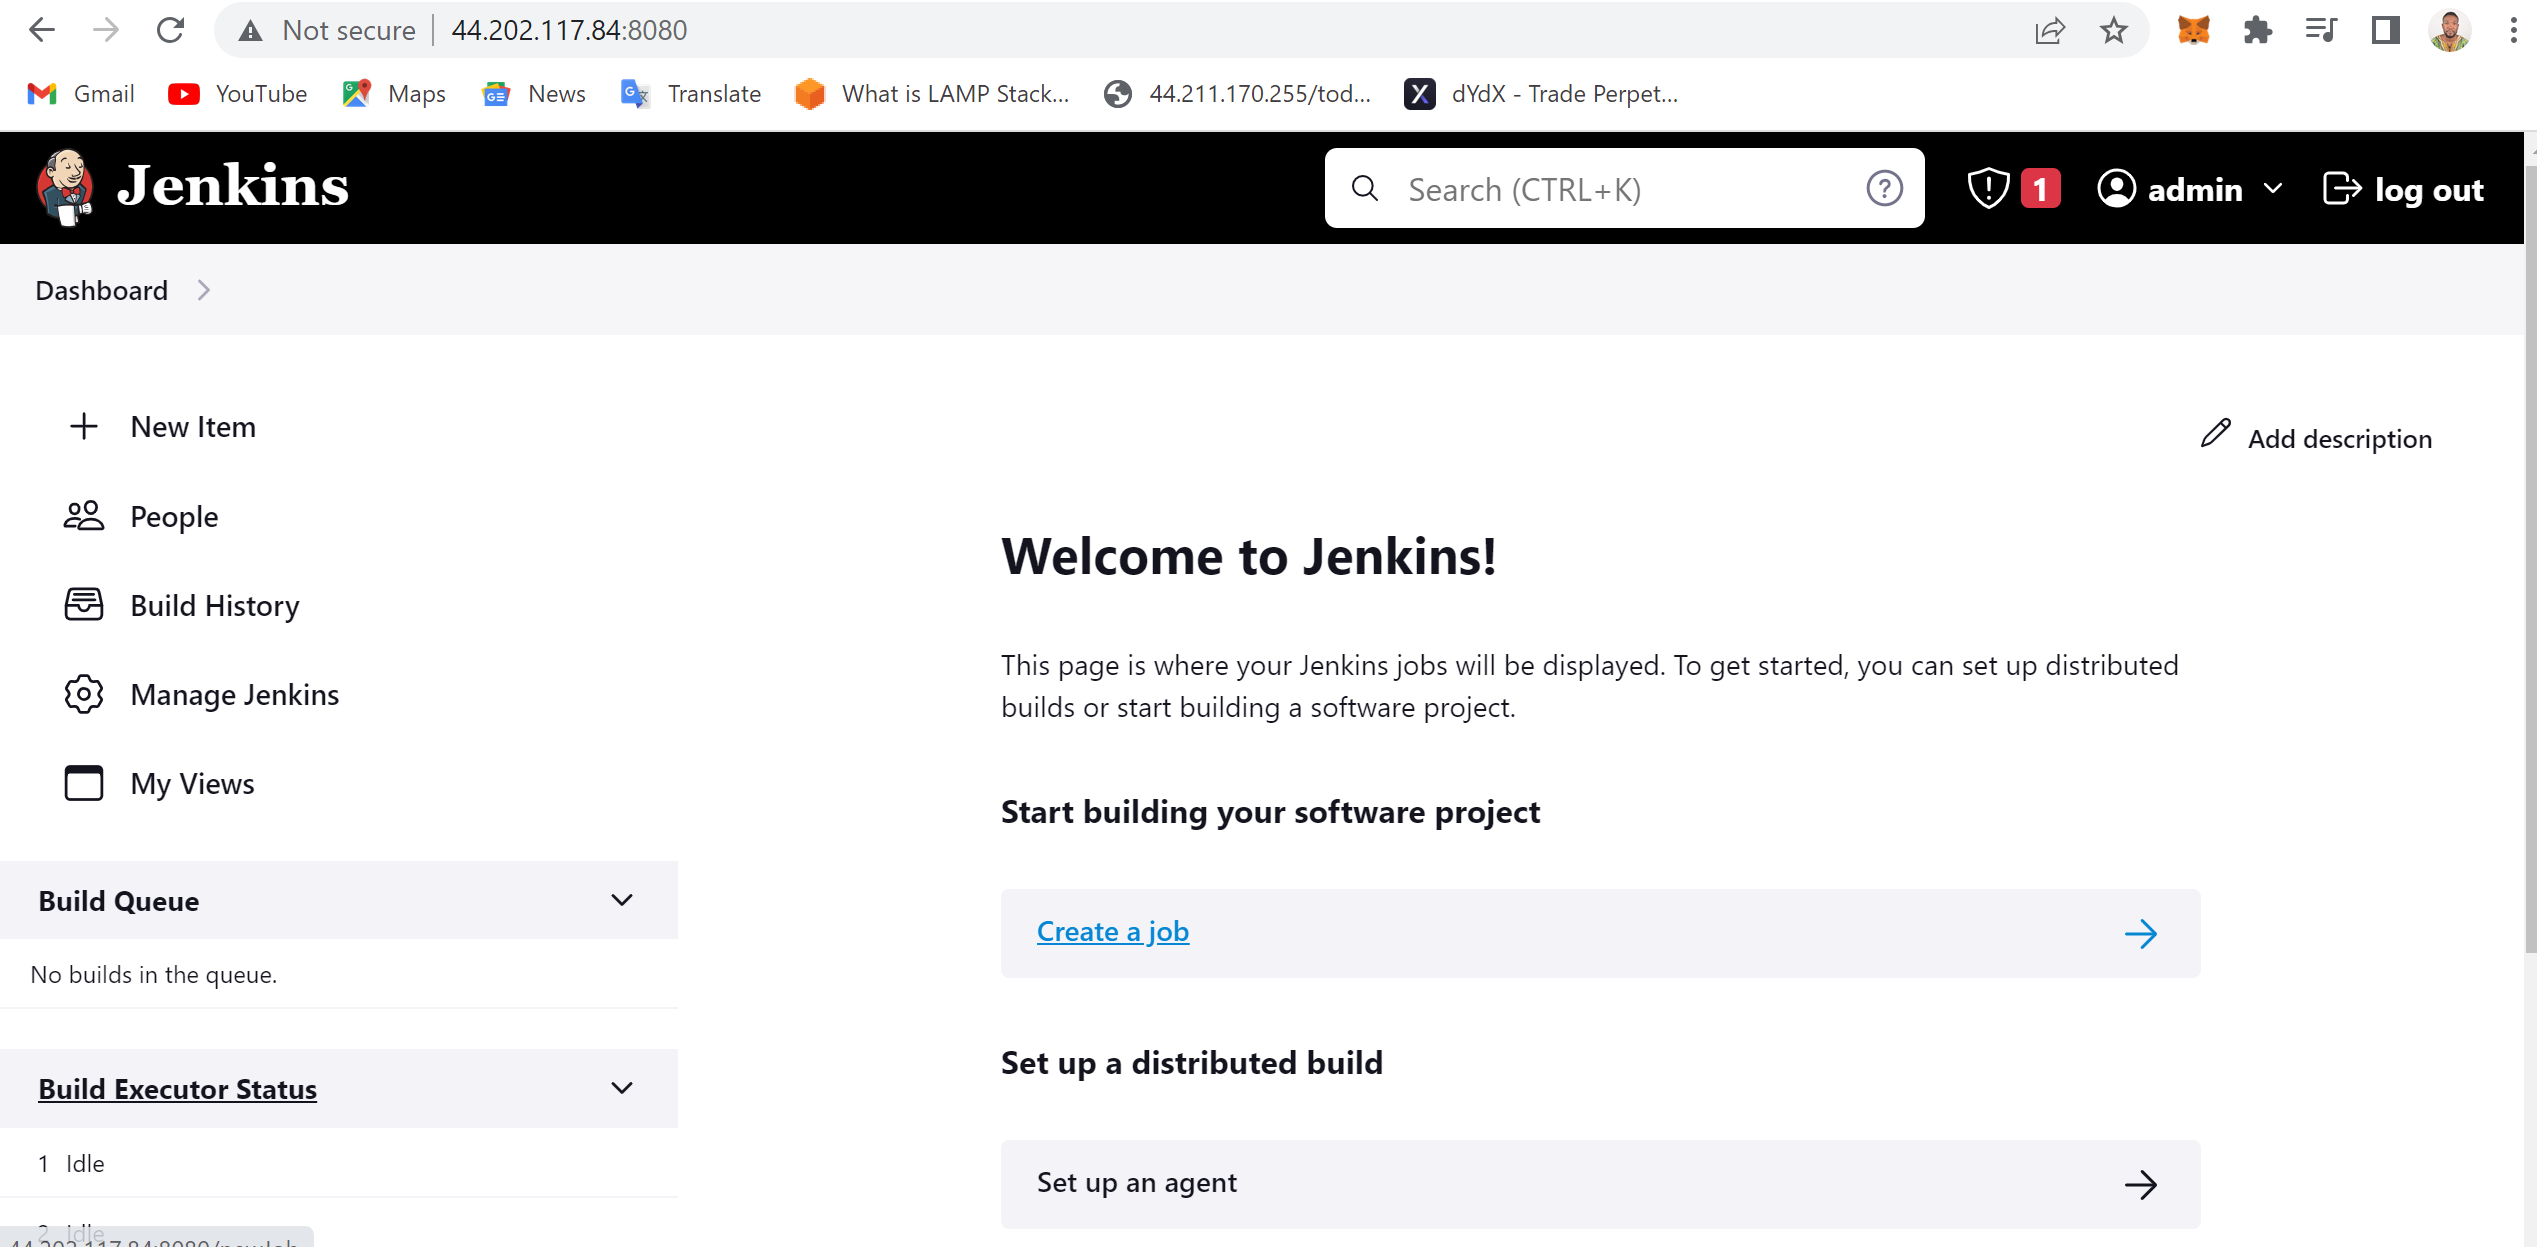 Not secure 44.202.117.84:8080
Gmail YouTube Maps News Translate What is LAMP Stack... 44.211.170.255/tod... dYdX - Trade Perpet...
Jenkins Search (CTRL+K) 1 admin log out
Dashboard
New Item
Add description
People
Build History
Manage Jenkins
My Views
Build Queue
No builds in the queue.
Build Executor Status
1 Idle
2 Idle
44.202.117.84:8080/newJob
Welcome to Jenkins!
This page is where your Jenkins jobs will be displayed. To get started, you can set up distributed
builds or start building a software project.
Start building your software project
Create a job
Set up a distributed build
Set up an agent